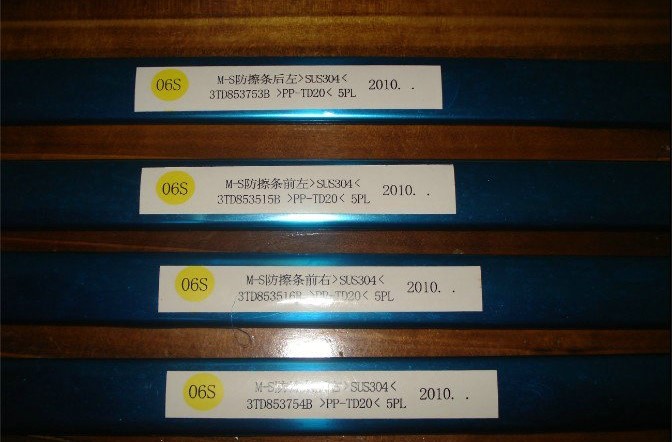 06S
M-S防擦条后左>SUS304<
3TD853753B >PP-TD20< 5PL
2010. .
06S
M-S防擦条前左>SUS304<
3TD853515B >PP-TD20< 5PL
2010. .
06S
M-S防擦条前右>SUS304<
3TD853516B >PP-TD20< 5PL
2010. .
06S
M-S >SUS304<
3TD853754B >PP-TD20< 5PL
2010. .